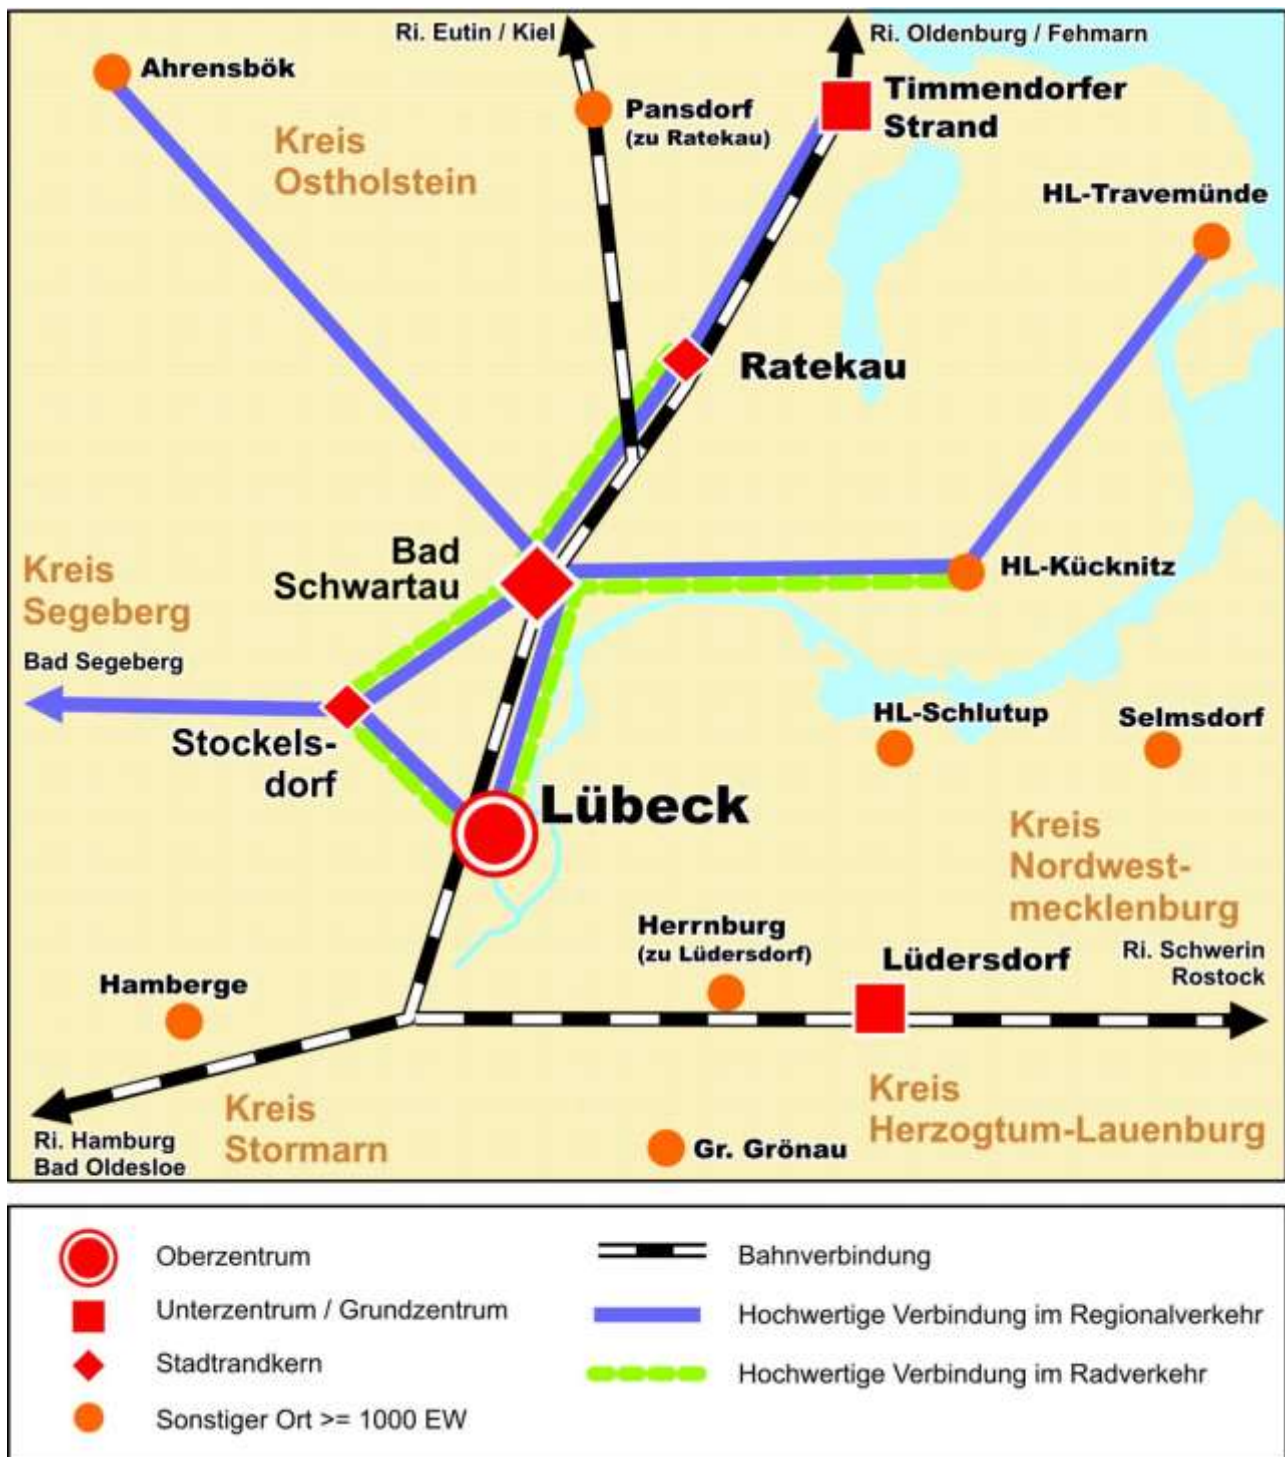 Ri. Eutin / Kiel
Ri. Oldenburg / Fehmarn
Ahrensbök
Pansdorf
(zu Ratekau)
Timmendorfer
Strand
Kreis
Ostholstein
HL-Travemünde
Ratekau
Bad
Schwartau
HL-Kücknitz
Kreis
Segeberg
Bad Segeberg
HL-Schlutup
Selmsdorf
Stockels-
dorf
Lübeck
Kreis
Nordwest-
mecklenburg
Herrnburg
(zu Lüdersdorf)
Lüdersdorf
Ri. Schwerin
Rostock
Hamberge
Kreis
Stormarn
Kreis
Herzogtum-Lauenburg
Ri. Hamburg
Bad Oldesloe
Gr. Grönau
Oberzentrum
Unterzentrum / Grundzentrum
Stadtrandkern
Sonstiger Ort >= 1000 EW
Bahnverbindung
Hochwertige Verbindung im Regionalverkehr
Hochwertige Verbindung im Radverkehr